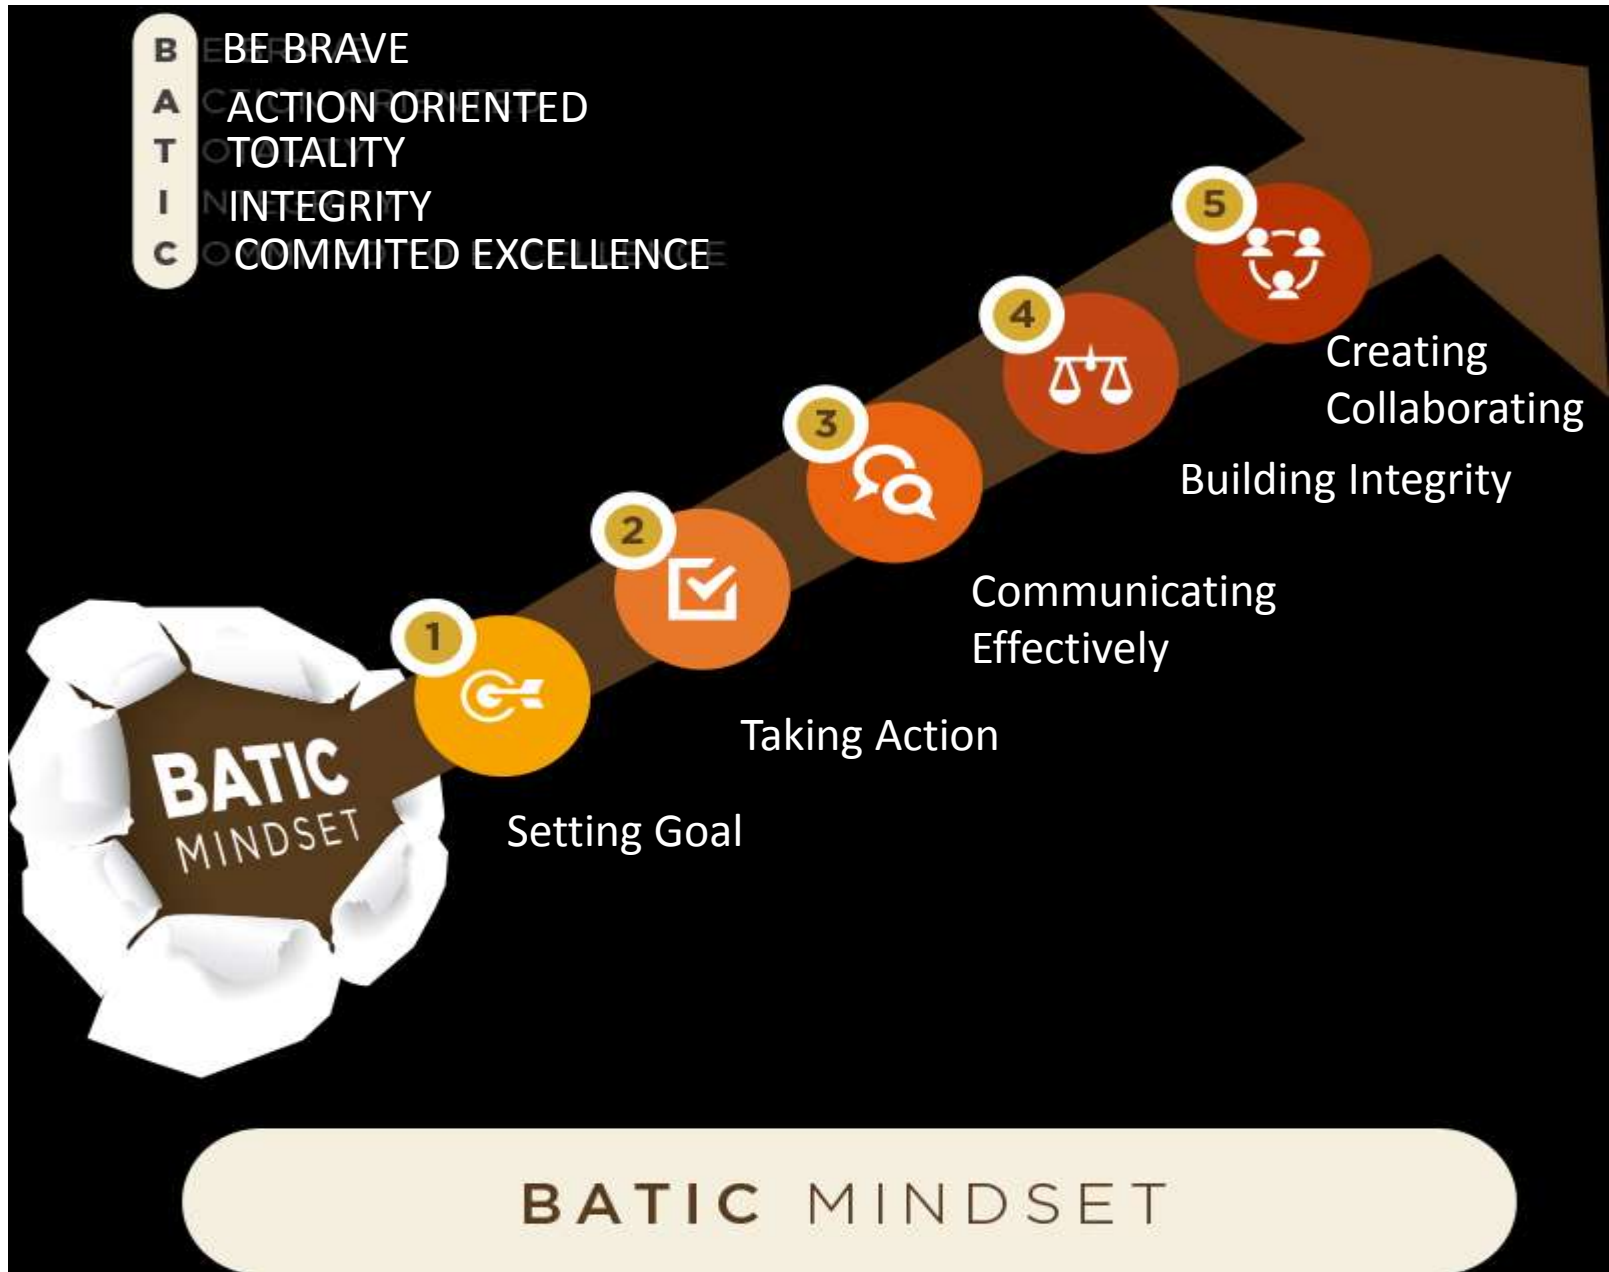 B BE BRAVE
A ACTION ORIENTED
T TOTALITY
I INTEGRITY
C COMMITED EXCELLENCE
5
Creating
Collaborating
4
Building Integrity
3
Communicating
Effectively
2
Taking Action
1
Setting Goal
BATIC
MINDSET
BATIC MINDSET